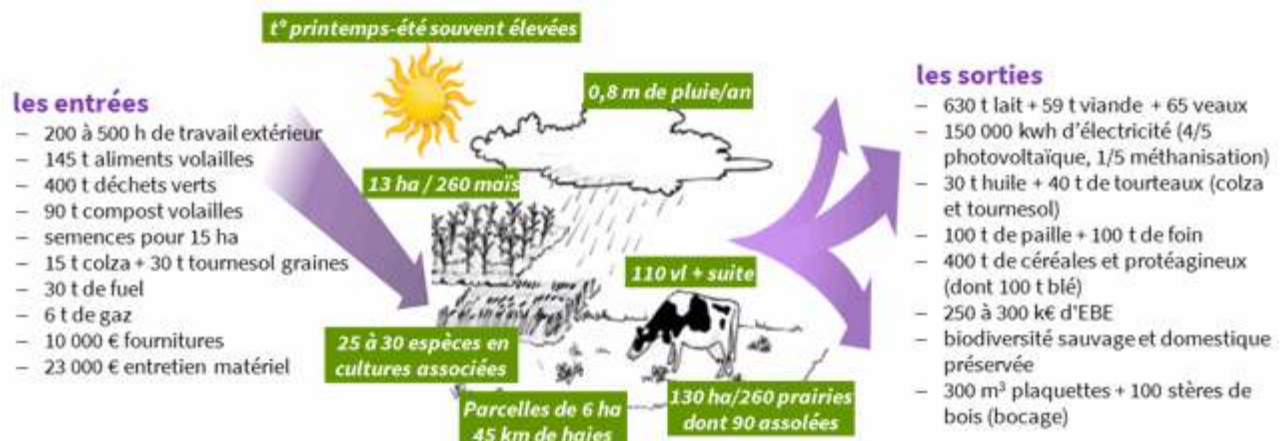 t° printemps-été souvent élevées
les entrées
– 200 à 500 h de travail extérieur
– 145 t aliments volailles
– 400 t déchets verts
– 90 t compost volailles
– semences pour 15 ha
– 15 t colza + 30 t tournesol graines
– 30 t de fuel
– 6 t de gaz
– 10 000 € fournitures
– 23 000 € entretien matériel
0,8 m de pluie/an
13 ha / 260 maïs
110 vl + suite
25 à 30 espèces en
cultures associées
Parcelles de 6 ha
45 km de haies
130 ha/260 prairies
dont 90 assolées
les sorties
– 630 t lait + 59 t viande + 65 veaux
– 150 000 kwh d'électricité (4/5
photovoltaïque, 1/5 méthanisation)
– 30 t huile + 40 t de tourteaux (colza
et tournesol)
– 100 t de paille + 100 t de foin
– 400 t de céréales et protéagineux
(dont 100 t blé)
– 250 à 300 k€ d'EBE
– biodiversité sauvage et domestique
préservée
– 300 m³ plaquettes + 100 stères de
bois (bocage)